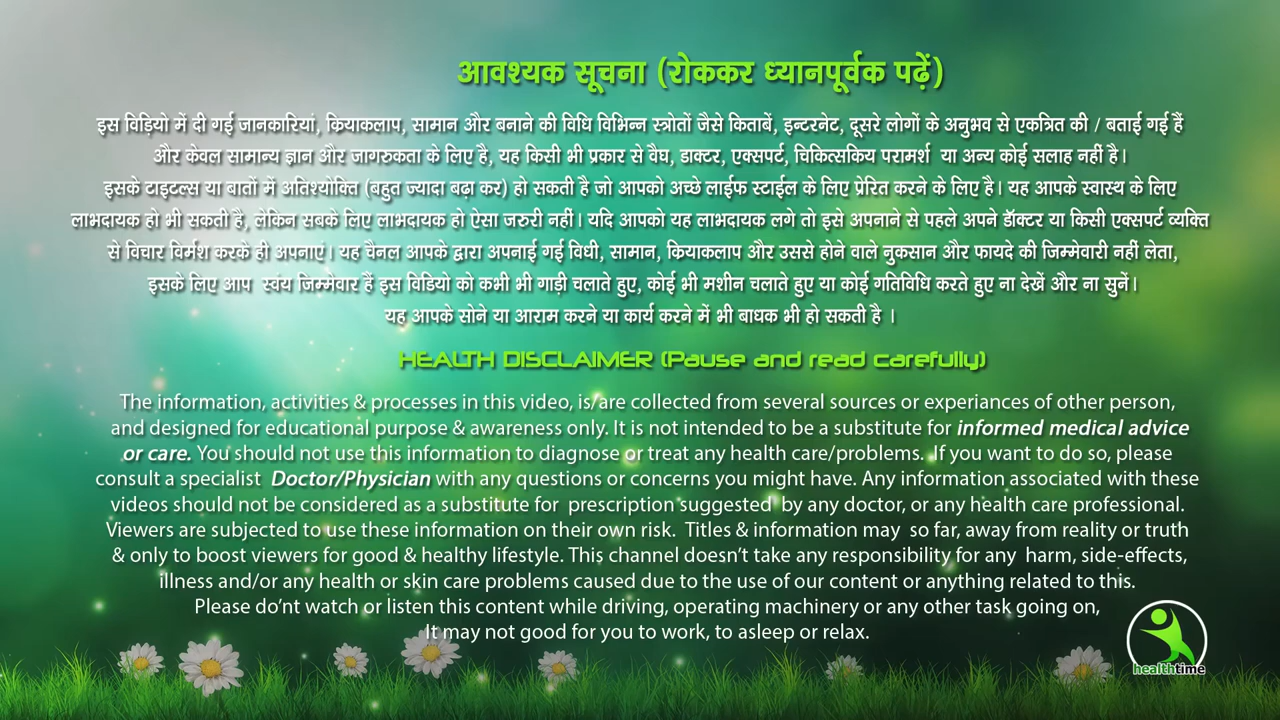 आवश्यक सूचना (रोककर ध्यानपूर्वक पढ़ें)
इस विडि़यो में दी गई जानकारियां, क्रियाकलाप, सामान और बनाने की विधि विभिन्न स्त्रोतों जैसे किताबें, इन्टरनेट, दूसरे लोगों के अनुभव से एकत्रित की / बताई गई हैं
और केवल सामान्य ज्ञान और जागरुकता के लिए है, यह किसी भी प्रकार से वैघ, डाक्टर, एक्सपर्ट, चिकित्सकिय परामर्श या अन्य कोई सलाह नहीं है।
इसके टाइटल्स या बातों में अतिश्योक्ति (बहुत ज्यादा बढ़ा कर) हो सकती है जो आपको अच्छे लाईफ स्टाईल के लिए प्रेरित करने के लिए है। यह आपके स्वास्थ के लिए
लाभदायक हो भी सकती है, लेकिन सबके लिए लाभदायक हो ऐसा जरुरी नहीं। यदि आपको यह लाभदायक लगे तो इसे अपनाने से पहले अपने डॉक्टर या किसी एक्सपर्ट व्यक्ति
से विचार विर्मश करके ही अपनाएं। यह चैनल आपके द्वारा अपनाई गई विधी, सामान, क्रियाकलाप और उससे होने वाले नुकसान और फायदे की जिम्मेवारी नहीं लेता,
इसके लिए आप स्वंय जिम्मेवार हैं इस विडियो को कभी भी गाड़ी चलाते हुए, कोई भी मशीन चलाते हुए या कोई गतिविधि करते हुए ना देखें और ना सुनें।
यह आपके सोने या आराम करने या कार्य करने में भी बाधक भी हो सकती है ।
HEALTH DISCLAIMER (Pause and read carefully)
The information, activities & processes in this video, is/are collected from several sources or experiances of other person,
and designed for educational purpose & awareness only. It is not intended to be a substitute for informed medical advice
or care. You should not use this information to diagnose or treat any health care/problems. If you want to do so, please
consult a specialist Doctor/Physician with any questions or concerns you might have. Any information associated with these
videos should not be considered as a substitute for prescription suggested by any doctor, or any health care professional.
Viewers are subjected to use these information on their own risk. Titles & information may so far, away from reality or truth
& only to boost viewers for good & healthy lifestyle. This channel doesn't take any responsibility for any harm, side-effects,
illness and/or any health or skin care problems caused due to the use of our content or anything related to this.
Please do'nt watch or listen this content while driving, operating machinery or any other task going on,
It may not good for you to work, to asleep or relax.
healthtime